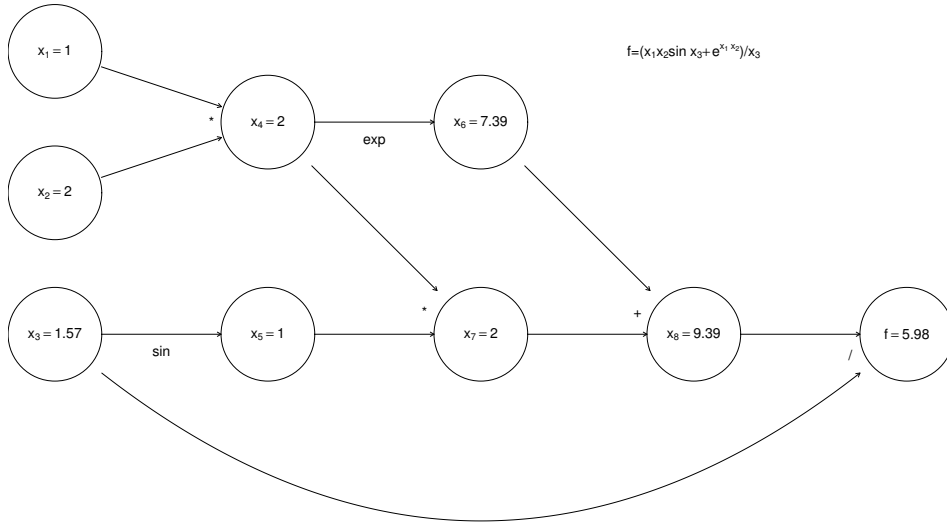 x₁ = 1
f=(x₁x₂sin x₃+e^{x₁ x₂})/x₃
*
x₄ = 2
exp
x₆ = 7.39
x₂ = 2
x₃ = 1.57
sin
x₅ = 1
*
x₇ = 2
+
x₈ = 9.39
/
f = 5.98